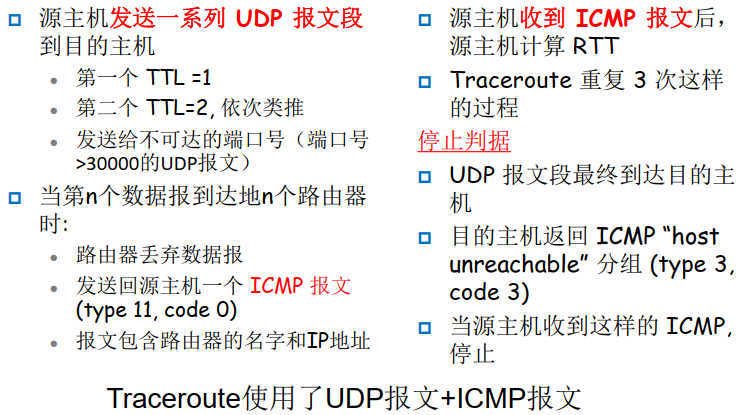 源主机发送一系列 UDP 报文段
到目的主机
第一个 TTL =1
第二个 TTL=2, 依次类推
发送给不可达的端口号（端口号
>30000的UDP报文）
当第n个数据报到达地n个路由器
时:
路由器丢弃数据报
发送回源主机一个 ICMP 报文
(type 11, code 0)
报文包含路由器的名字和IP地址
源主机收到 ICMP 报文后，
源主机计算 RTT
Traceroute 重复 3 次这样
的过程
停止判据
UDP 报文段最终到达目的主
机
目的主机返回 ICMP “host
unreachable” 分组 (type 3,
code 3)
当源主机收到这样的 ICMP,
停止
Traceroute使用了UDP报文+ICMP报文